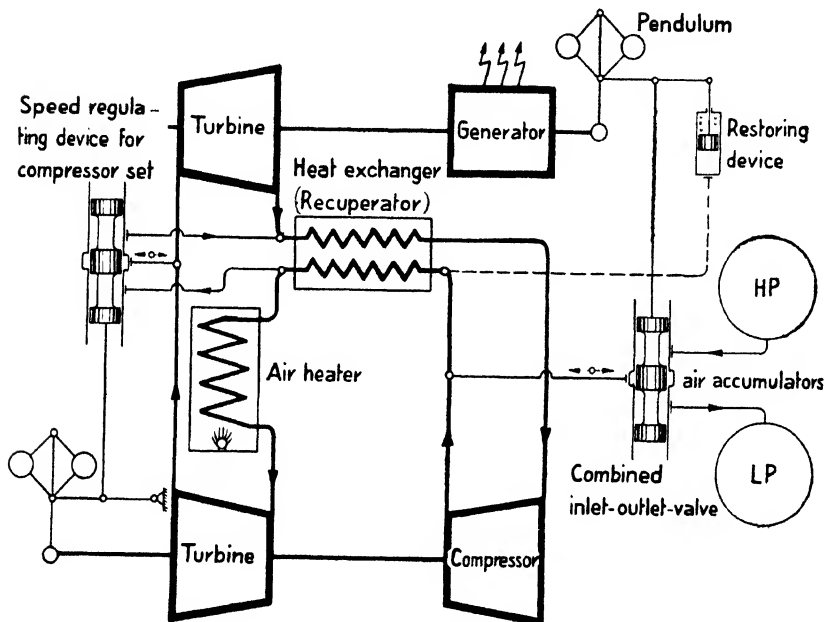 Pendulum
Speed regula-
ting device for
compressor set
Turbine
Generator
Restoring
device
Heat exchanger
(Recuperator)
HP
Air heater
air accumulators
LP
Combined
inlet-outlet-valve
Turbine
Compressor